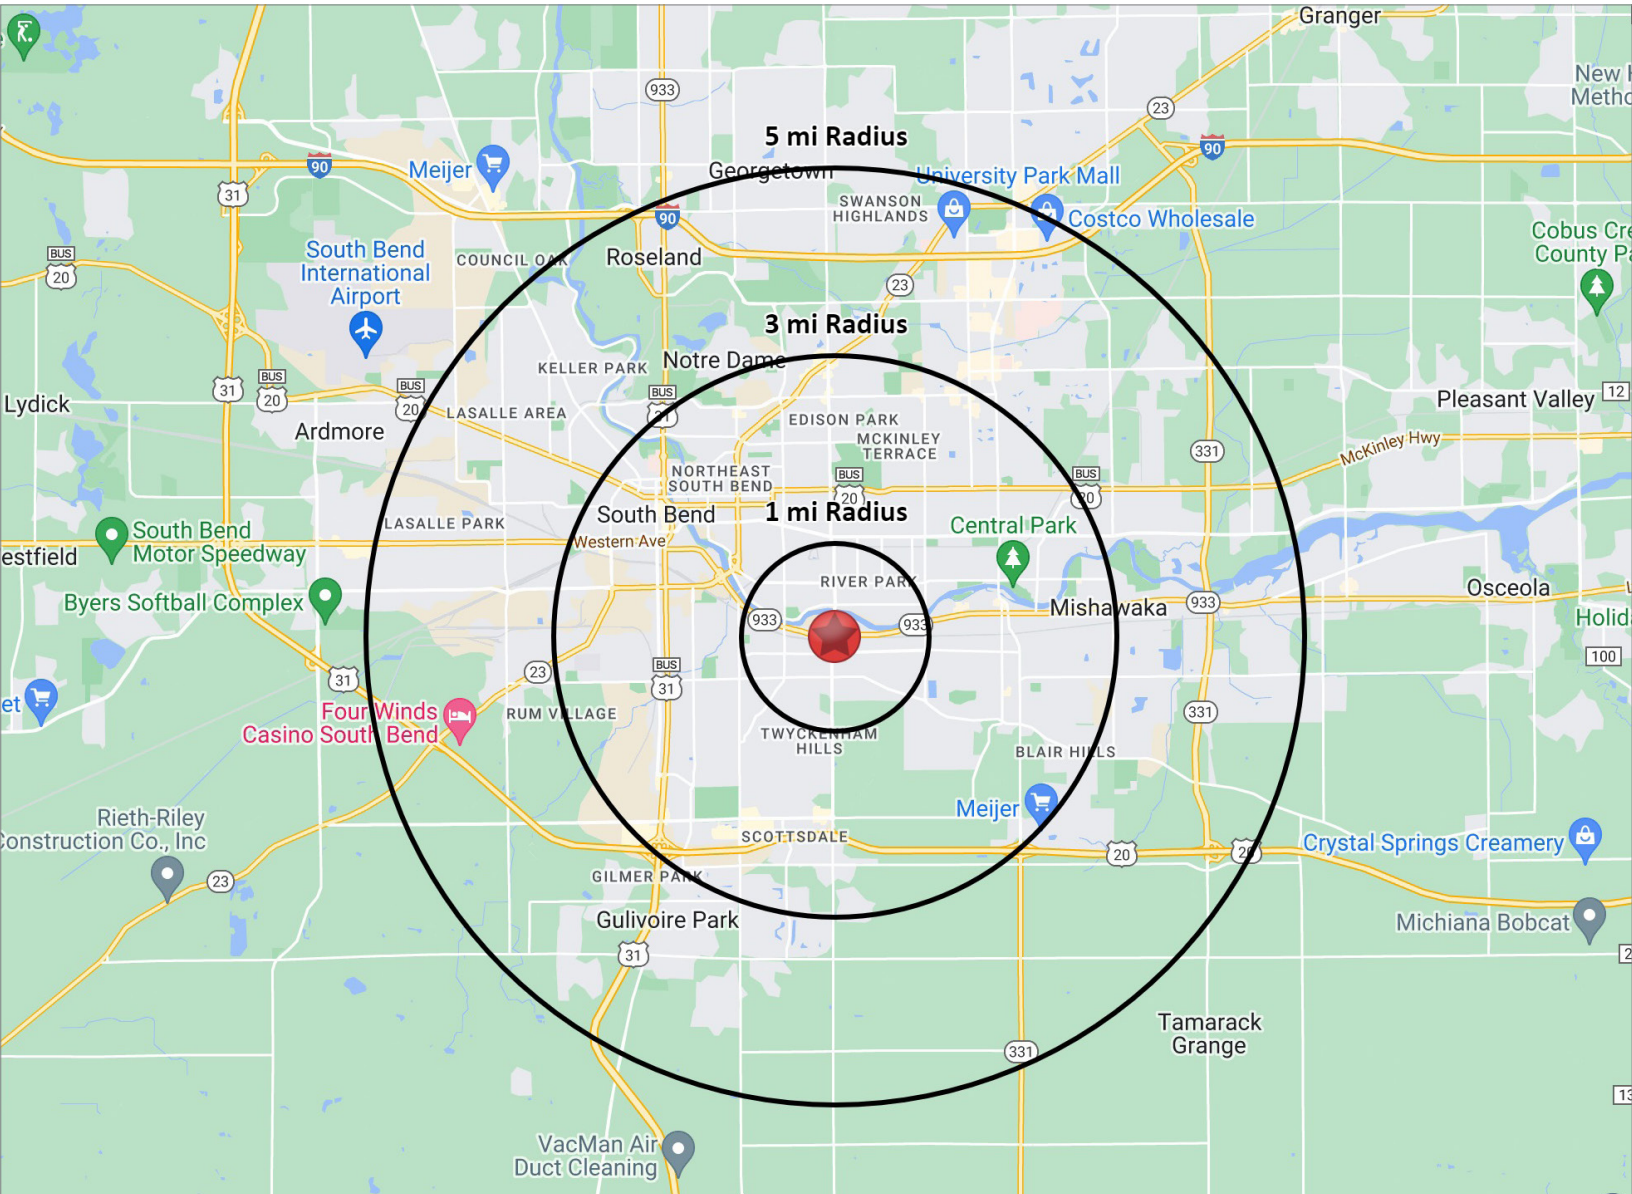 Granger
New
Metho
933
23
5 mi Radius
90
90
Meijer
Georgetown
University Park Mall
31
SWANSON
HIGHLANDS
90
Costco Wholesale
BUS
20
South Bend
International
Airport
COUNCIL OAK
Roseland
Cobus Cre
County Pa
23
3 mi Radius
KELLER PARK
Notre Dame
31
BUS
20
BUS
20
BUS
31
Lydick
LASALLE AREA
Pleasant Valley
12
Ardmore
EDISON PARK
MCKINLEY
TERRACE
McKinley Hwy
331
NORTHEAST
SOUTH BEND
BUS
20
BUS
20
South Bend
1 mi Radius
Central Park
LASALLE PARK
South Bend
Motor Speedway
Western Ave
estfield
RIVER PARK
Osceola
Byers Softball Complex
933
933
Mishawaka
933
Holid
100
31
23
BUS
31
et
Four Winds
Casino South Bend
RUM VILLAGE
331
TWYCKENHAM
HILLS
BLAIR HILLS
Meijer
Rieth-Riley
Construction Co., Inc
SCOTTSDALE
20
20
Crystal Springs Creamery
23
GILMER PARK
Gulivoire Park
Michiana Bobcat
31
2
Tamarack
Grange
331
13
VacMan Air
Duct Cleaning